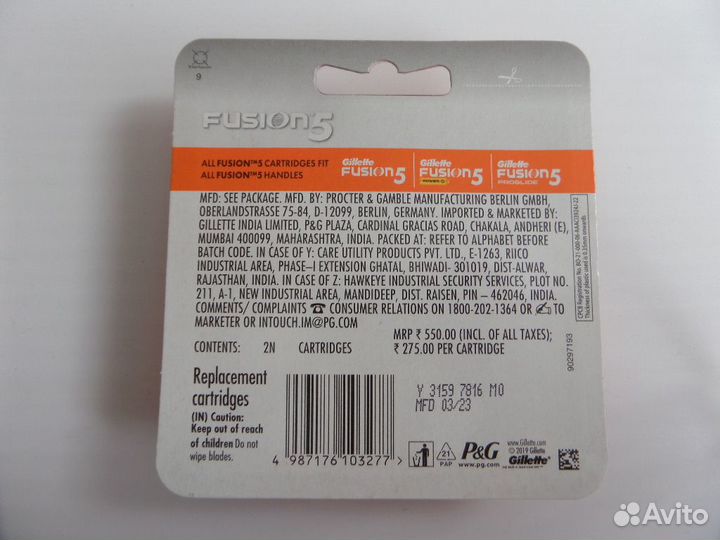 9
FUSION5
ALL FUSION™5 CARTRIDGES FIT
ALL FUSION™5 HANDLES
Gillette
FUSION5
Gillette
FUSION5
POWER
Gillette
FUSION5
PROGLIDE
MFD: SEE PACKAGE. MFG. BY: PROCTER & GAMBLE MANUFACTURING BERLIN GMBH,
OBERLANDSTRASSE 75-84, D-12099, BERLIN, GERMANY. IMPORTED & MARKETED BY:
GILLETTE INDIA LIMITED, P&G PLAZA, CARDINAL GRACIAS ROAD, CHAKALA, ANDHERI (E),
MUMBAI 400099, MAHARASHTRA, INDIA. PACKED AT: REFER TO ALPHABET BEFORE
BATCH CODE. IN CASE OF Y: CARE UTILITY PRODUCTS PVT. LTD., E-1263, RIICO
INDUSTRIAL AREA, PHASE–I EXTENSION GHATAL, BHIWADI- 301019, DIST-ALWAR,
RAJASTHAN, INDIA. IN CASE OF Z: HAWKEYE INDUSTRIAL SECURITY SERVICES, PLOT NO.
211, A-1, NEW INDUSTRIAL AREA, MANDIDEEP, DIST. RAISEN, PIN – 462046, INDIA.
COMMENTS/ COMPLAINTS ☎ CONSUMER RELATIONS ON 1800-202-1364 OR ✍ TO
MARKETER OR INTOUCH.IM@PG.COM
MRP ₹ 550.00 (INCL. OF ALL TAXES);
CONTENTS: 2N CARTRIDGES
₹ 275.00 PER CARTRIDGE
90297193
Replacement
cartridges
(IN) Caution:
Keep out of reach
of children Do not
wipe blades.
Y 3159 7816 MO
MFD 03/23
4 987176 103277 >
21
PAP
P&G
www.pg.com
www.Gillette.com
© 2019 Gillette
Gillette
Avito